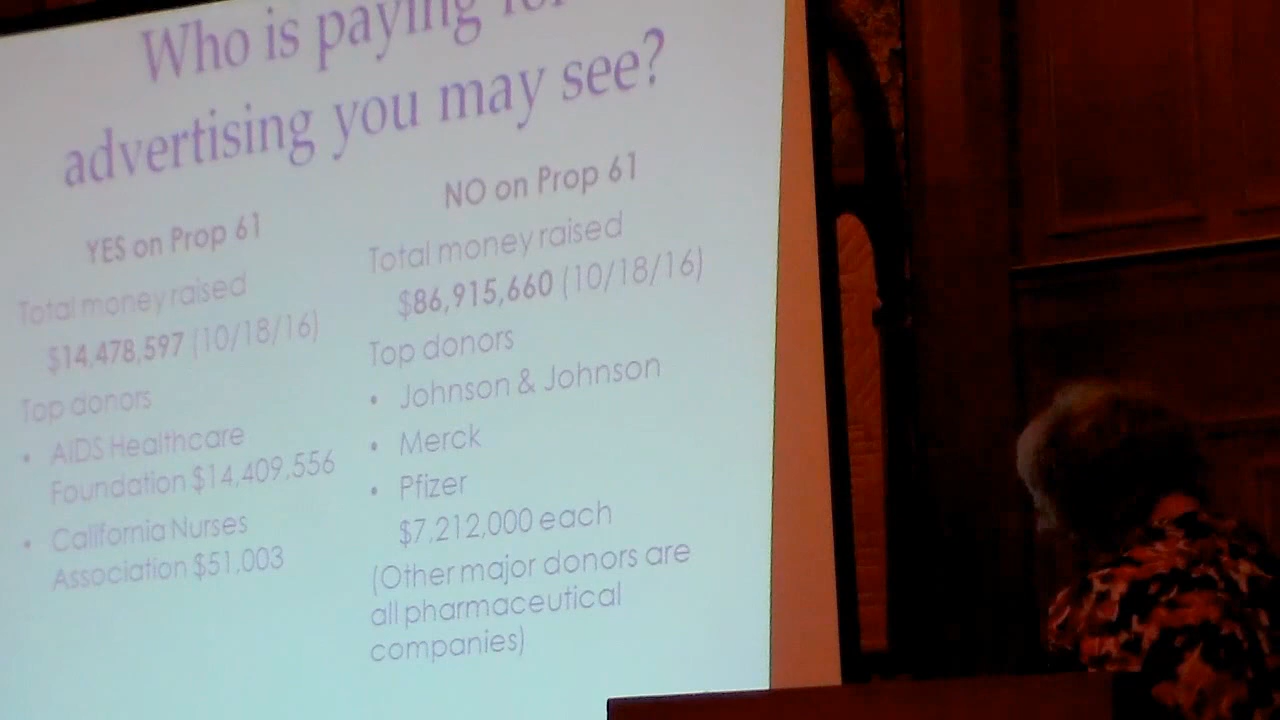 Who is paying for
advertising you may see?
YES on Prop 61
Total money raised
$14,478,597 (10/18/16)
Top donors
• AIDS Healthcare
Foundation $14,409,556
• California Nurses
Association $51,003
NO on Prop 61
Total money raised
$86,915,660 (10/18/16)
Top donors
• Johnson & Johnson
• Merck
• Pfizer
$7,212,000 each
(Other major donors are
all pharmaceutical
companies)